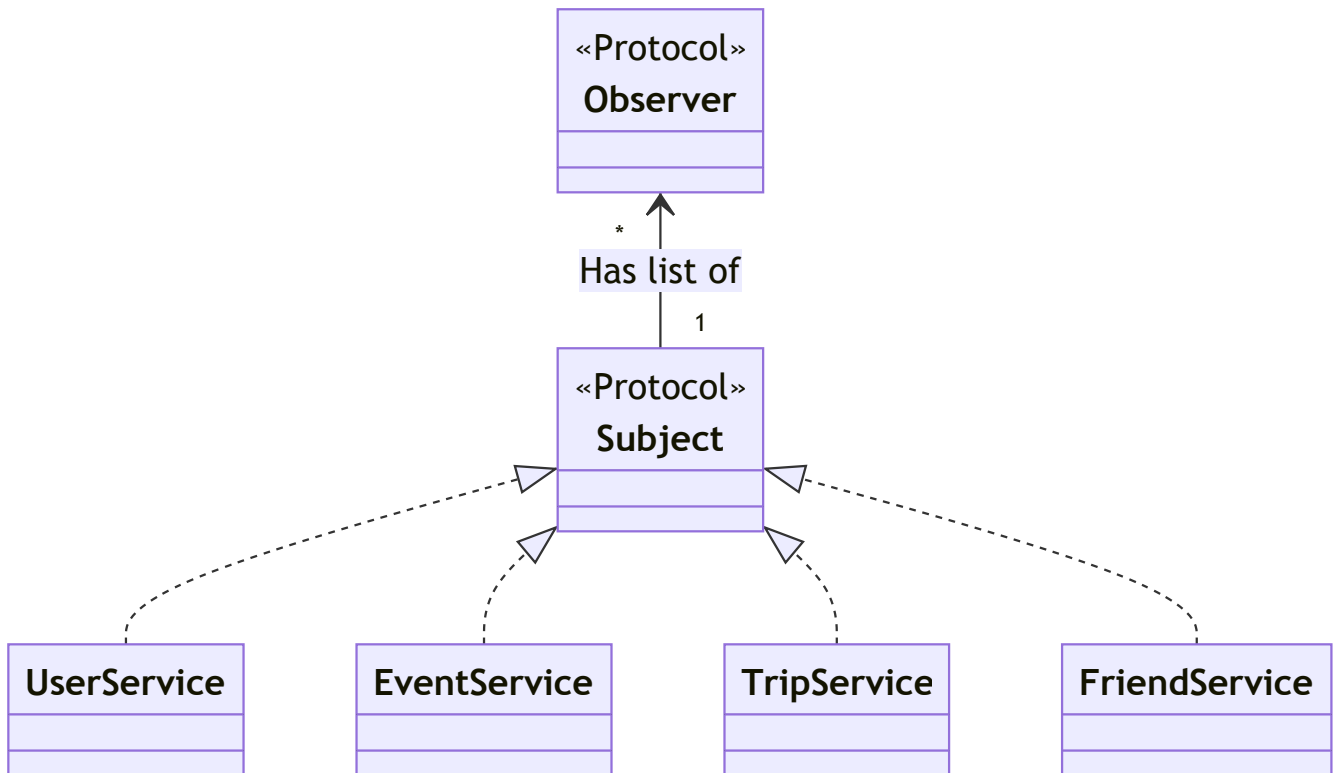 «Protocol»
Observer
*
Has list of
1
«Protocol»
Subject
UserService
EventService
TripService
FriendService